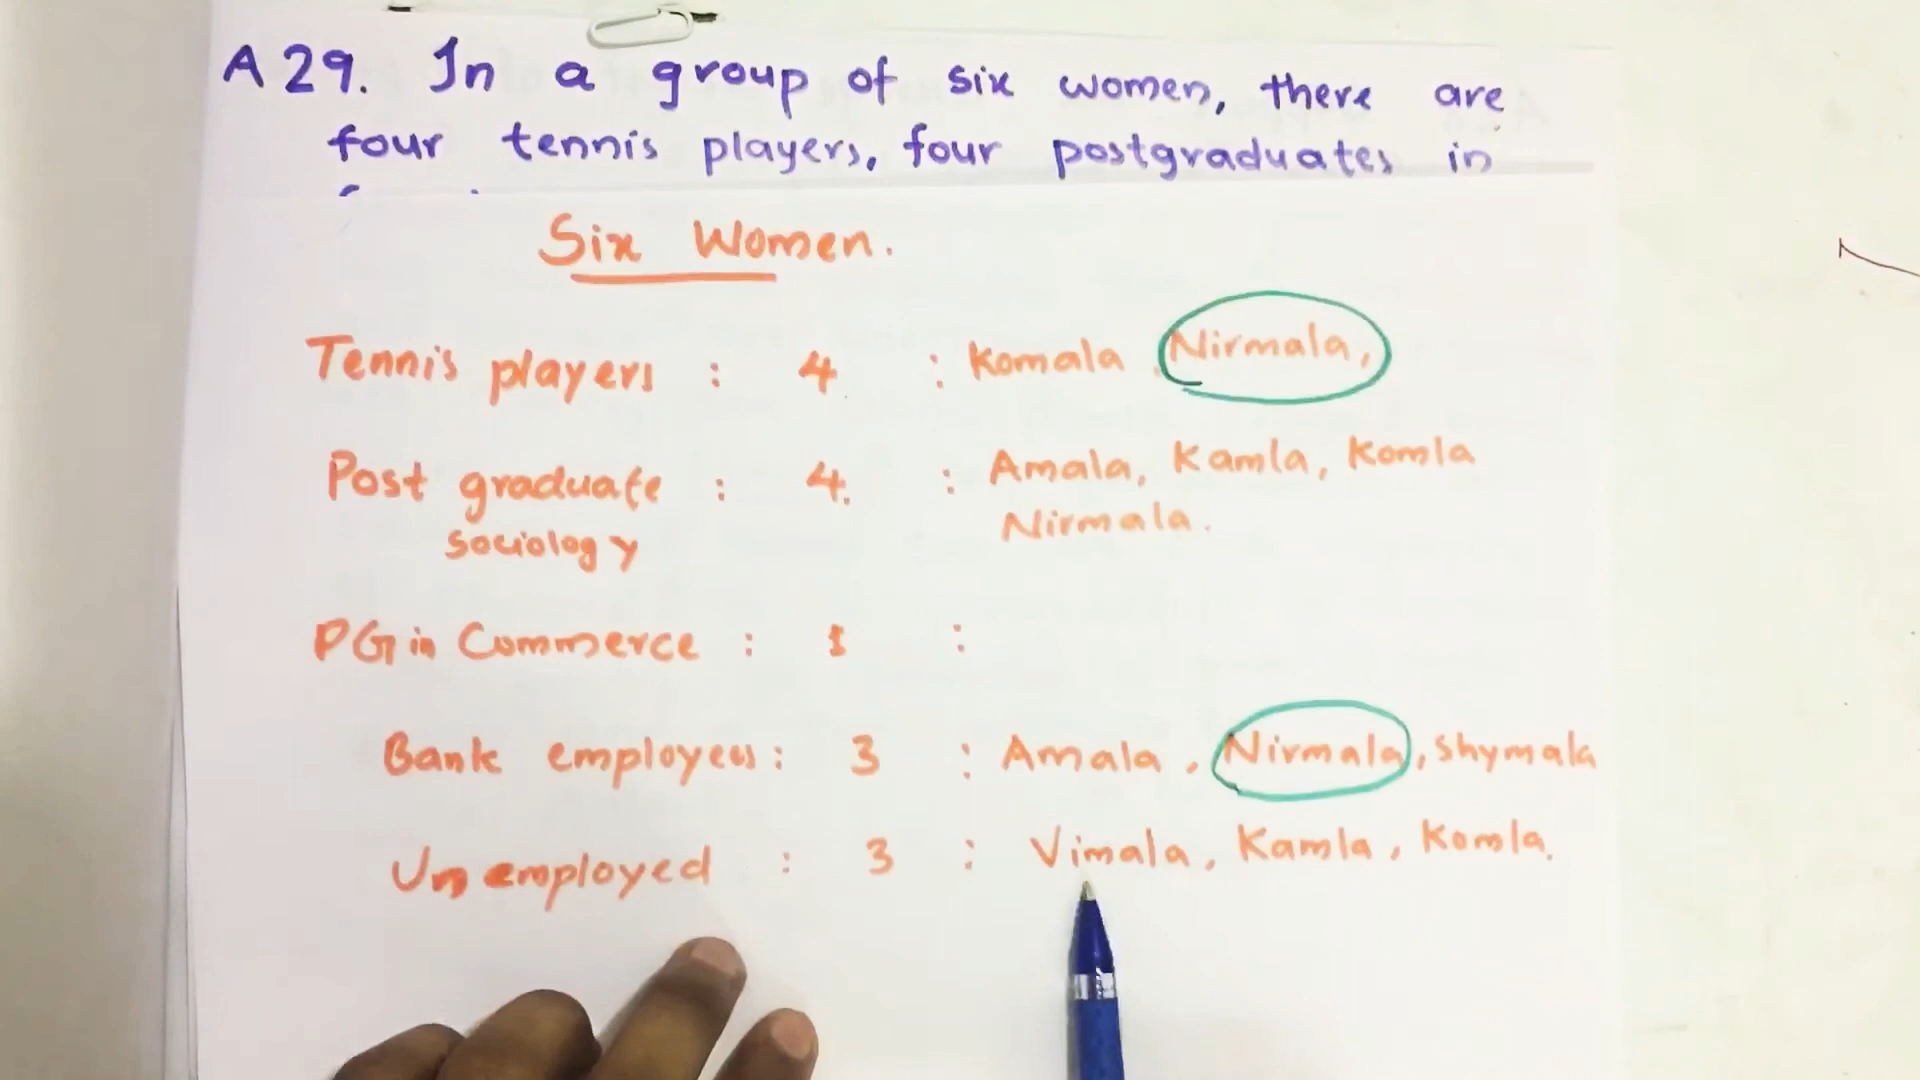 A 29. In a group of six women, there are
four tennis players, four postgraduates in
Six Women.
Tennis players : 4 : Komala, Nirmala,
Post graduate : 4. : Amala, Kamla, Komla
sociology Nirmala.
PG in Commerce : 1 :
Bank employees : 3 : Amala, Nirmala, Shymala
Unemployed : 3 : Vimala, Kamla, Komla.